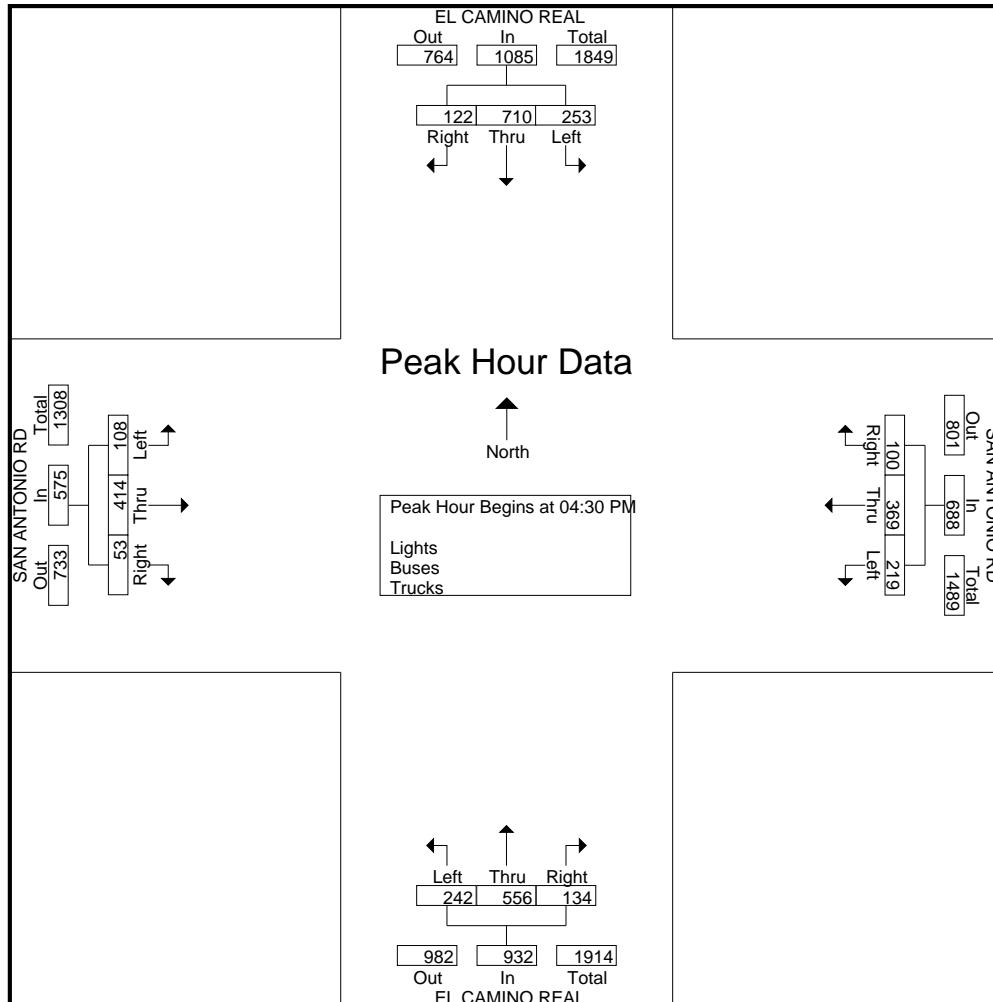 EL CAMINO REAL
Out In Total
764 1085 1849
122 710 253
Right Thru Left
Peak Hour Data
North
Peak Hour Begins at 04:30 PM
Lights
Buses
Trucks
SAN ANTONIO RD
Total In Out
1308 575 733
108 414 53
Left Thru Right
SAN ANTONIO RD
Out In Total
801 688 1489
100 369 219
Right Thru Left
Left Thru Right
242 556 134
982 932 1914
Out In Total
EL CAMINO REAL